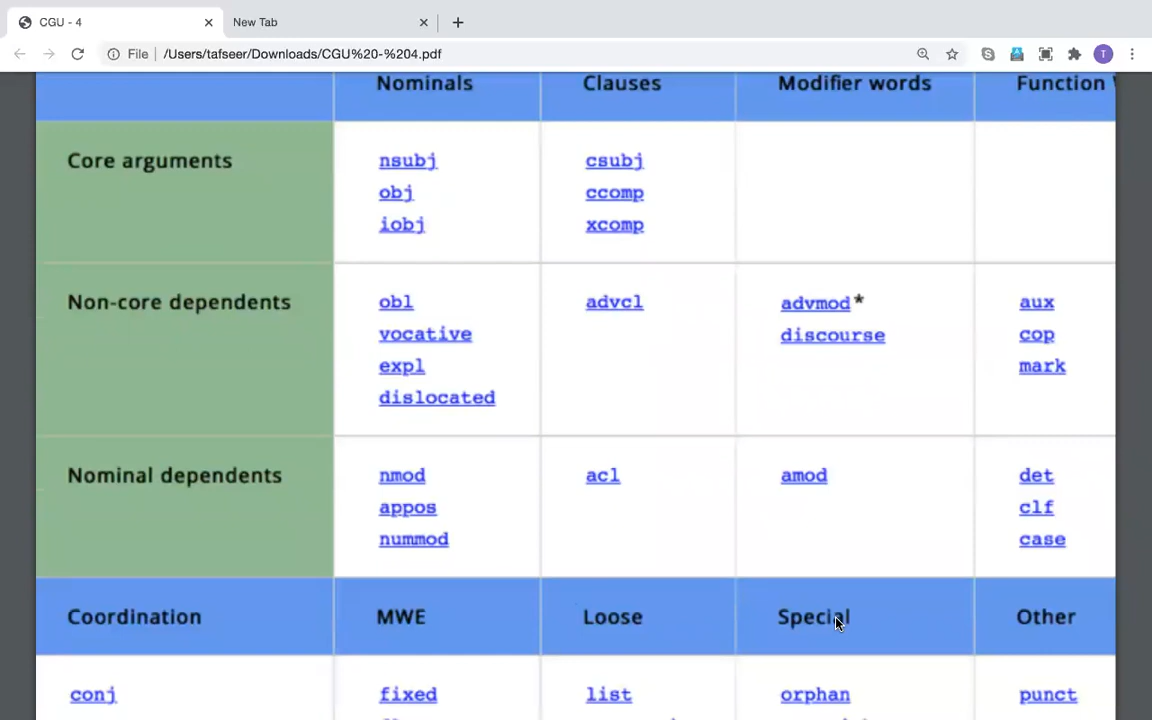 CGU - 4
New Tab
File
/Users/tafseer/Downloads/CGU%20-%204.pdf
T
Nominals Clauses Modifier words Function
Core arguments
nsubj csubj
obj ccomp
iobj xcomp
Non-core dependents
obl advcl advmod* aux
vocative discourse cop
expl mark
dislocated
Nominal dependents
nmod acl amod det
appos clf
nummod case
Coordination MWE Loose Special Other
conj fixed list orphan punct